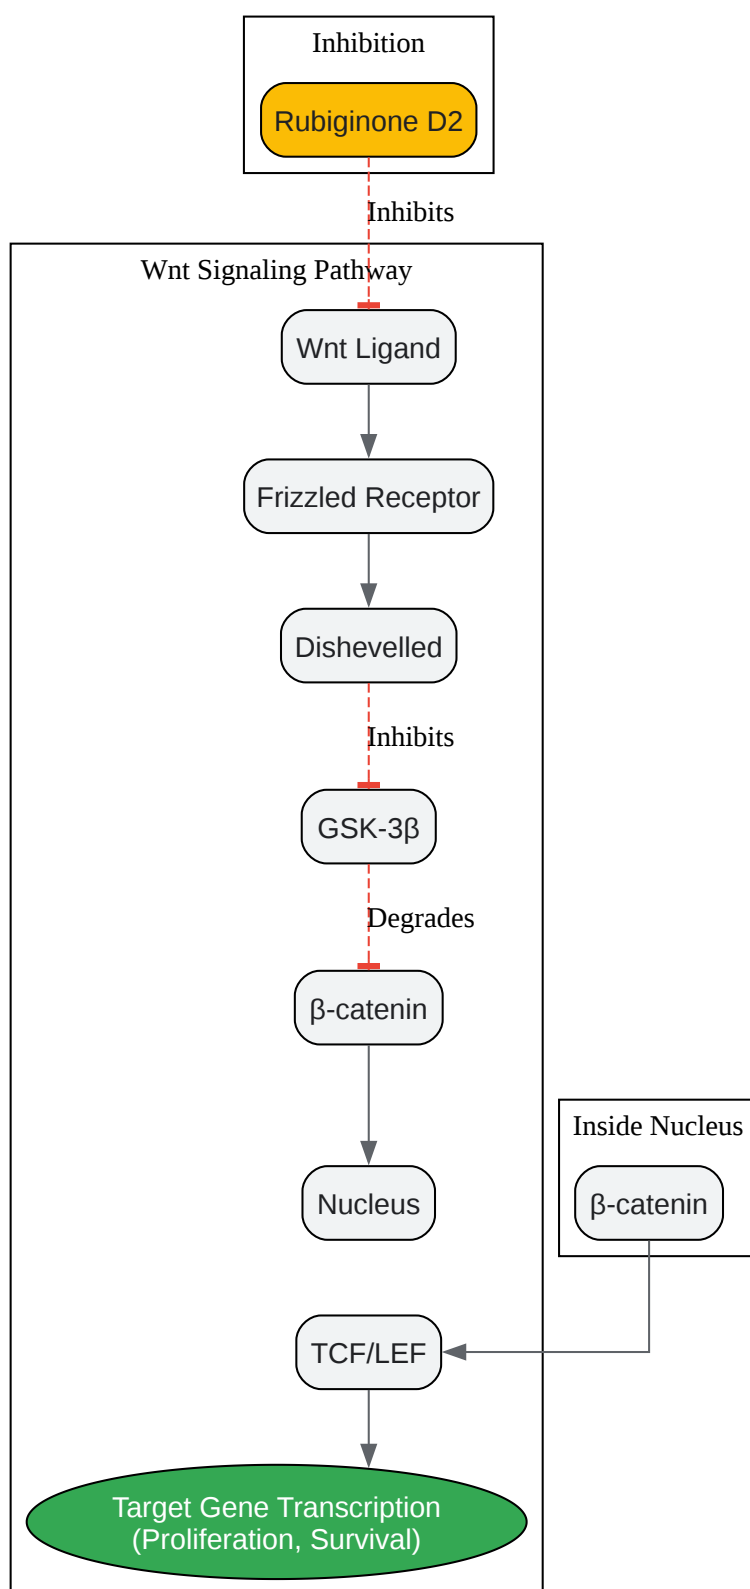 Inhibition
Rubiginone D2
Inhibits
Wnt Signaling Pathway
Wnt Ligand
Frizzled Receptor
Dishevelled
Inhibits
GSK-3β
Degrades
β-catenin
Inside Nucleus
Nucleus
β-catenin
TCF/LEF
Target Gene Transcription
(Proliferation, Survival)